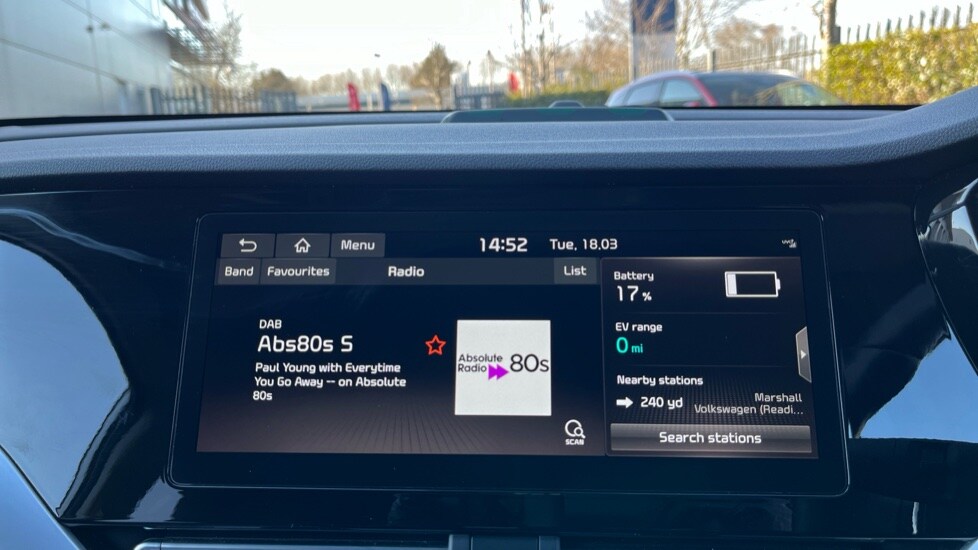 Menu
14:52 Tue, 18.03
Band Favourites Radio List
DAB
Abs80s S
Paul Young with Everytime
You Go Away -- on Absolute
80s
Absolute
Radio 80s
SCAN
Battery
17 %
EV range
0 mi
Nearby stations
240 yd Marshall
Volkswagen (Readi...
Search stations